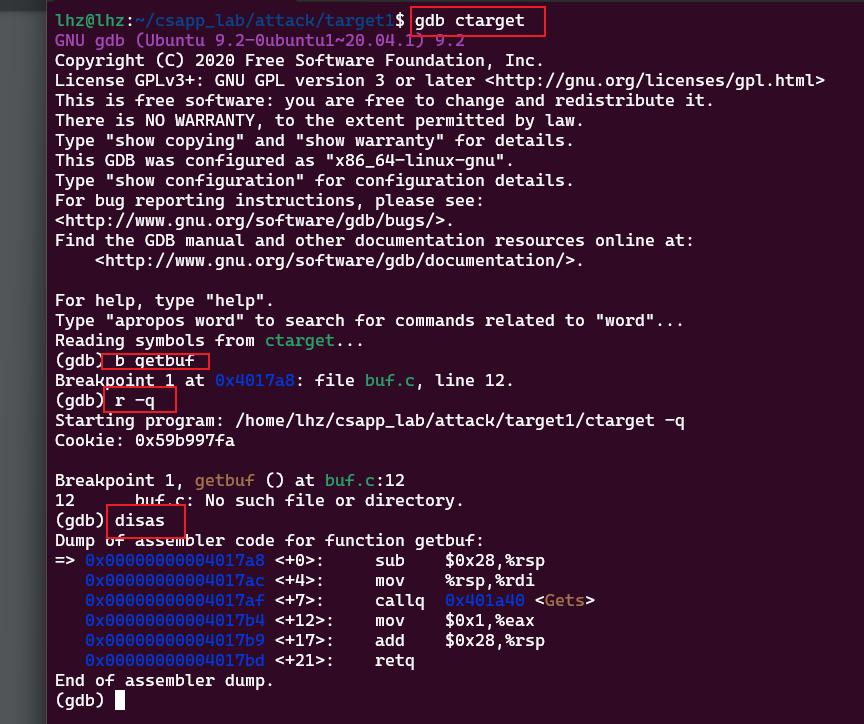 lhz@lhz:~/csapp_lab/attack/target1$ gdb ctarget
GNU gdb (Ubuntu 9.2-0ubuntu1~20.04.1) 9.2
Copyright (C) 2020 Free Software Foundation, Inc.
License GPLv3+: GNU GPL version 3 or later <http://gnu.org/licenses/gpl.html>
This is free software: you are free to change and redistribute it.
There is NO WARRANTY, to the extent permitted by law.
Type "show copying" and "show warranty" for details.
This GDB was configured as "x86_64-linux-gnu".
Type "show configuration" for configuration details.
For bug reporting instructions, please see:
<http://www.gnu.org/software/gdb/bugs/>.
Find the GDB manual and other documentation resources online at:
    <http://www.gnu.org/software/gdb/documentation/>.

For help, type "help".
Type "apropos word" to search for commands related to "word"...
Reading symbols from ctarget...
(gdb) b getbuf
Breakpoint 1 at 0x4017a8: file buf.c, line 12.
(gdb) r -q
Starting program: /home/lhz/csapp_lab/attack/target1/ctarget -q
Cookie: 0x59b997fa

Breakpoint 1, getbuf () at buf.c:12
12      buf.c: No such file or directory.
(gdb) disas
Dump of assembler code for function getbuf:
=> 0x00000000004017a8 <+0>:     sub    $0x28,%rsp
   0x00000000004017ac <+4>:     mov    %rsp,%rdi
   0x00000000004017af <+7>:     callq  0x401a40 <Gets>
   0x00000000004017b4 <+12>:    mov    $0x1,%eax
   0x00000000004017b9 <+17>:    add    $0x28,%rsp
   0x00000000004017bd <+21>:    retq
End of assembler dump.
(gdb)